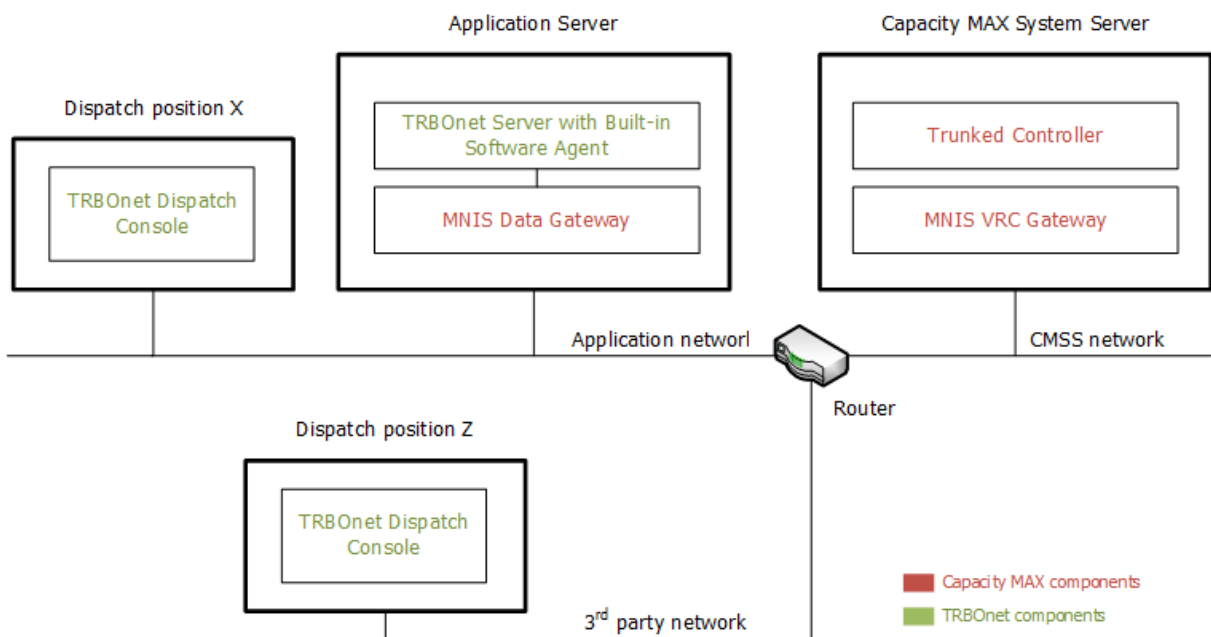 Application Server
Capacity MAX System Server
Dispatch position X
TRBOnet Server with Built-in
Software Agent
Trunked Controller
TRBOnet Dispatch
Console
MNIS Data Gateway
MNIS VRC Gateway
Application network
CMSS network
Router
Dispatch position Z
TRBOnet Dispatch
Console
Capacity MAX components
TRBOnet components
3rd party network